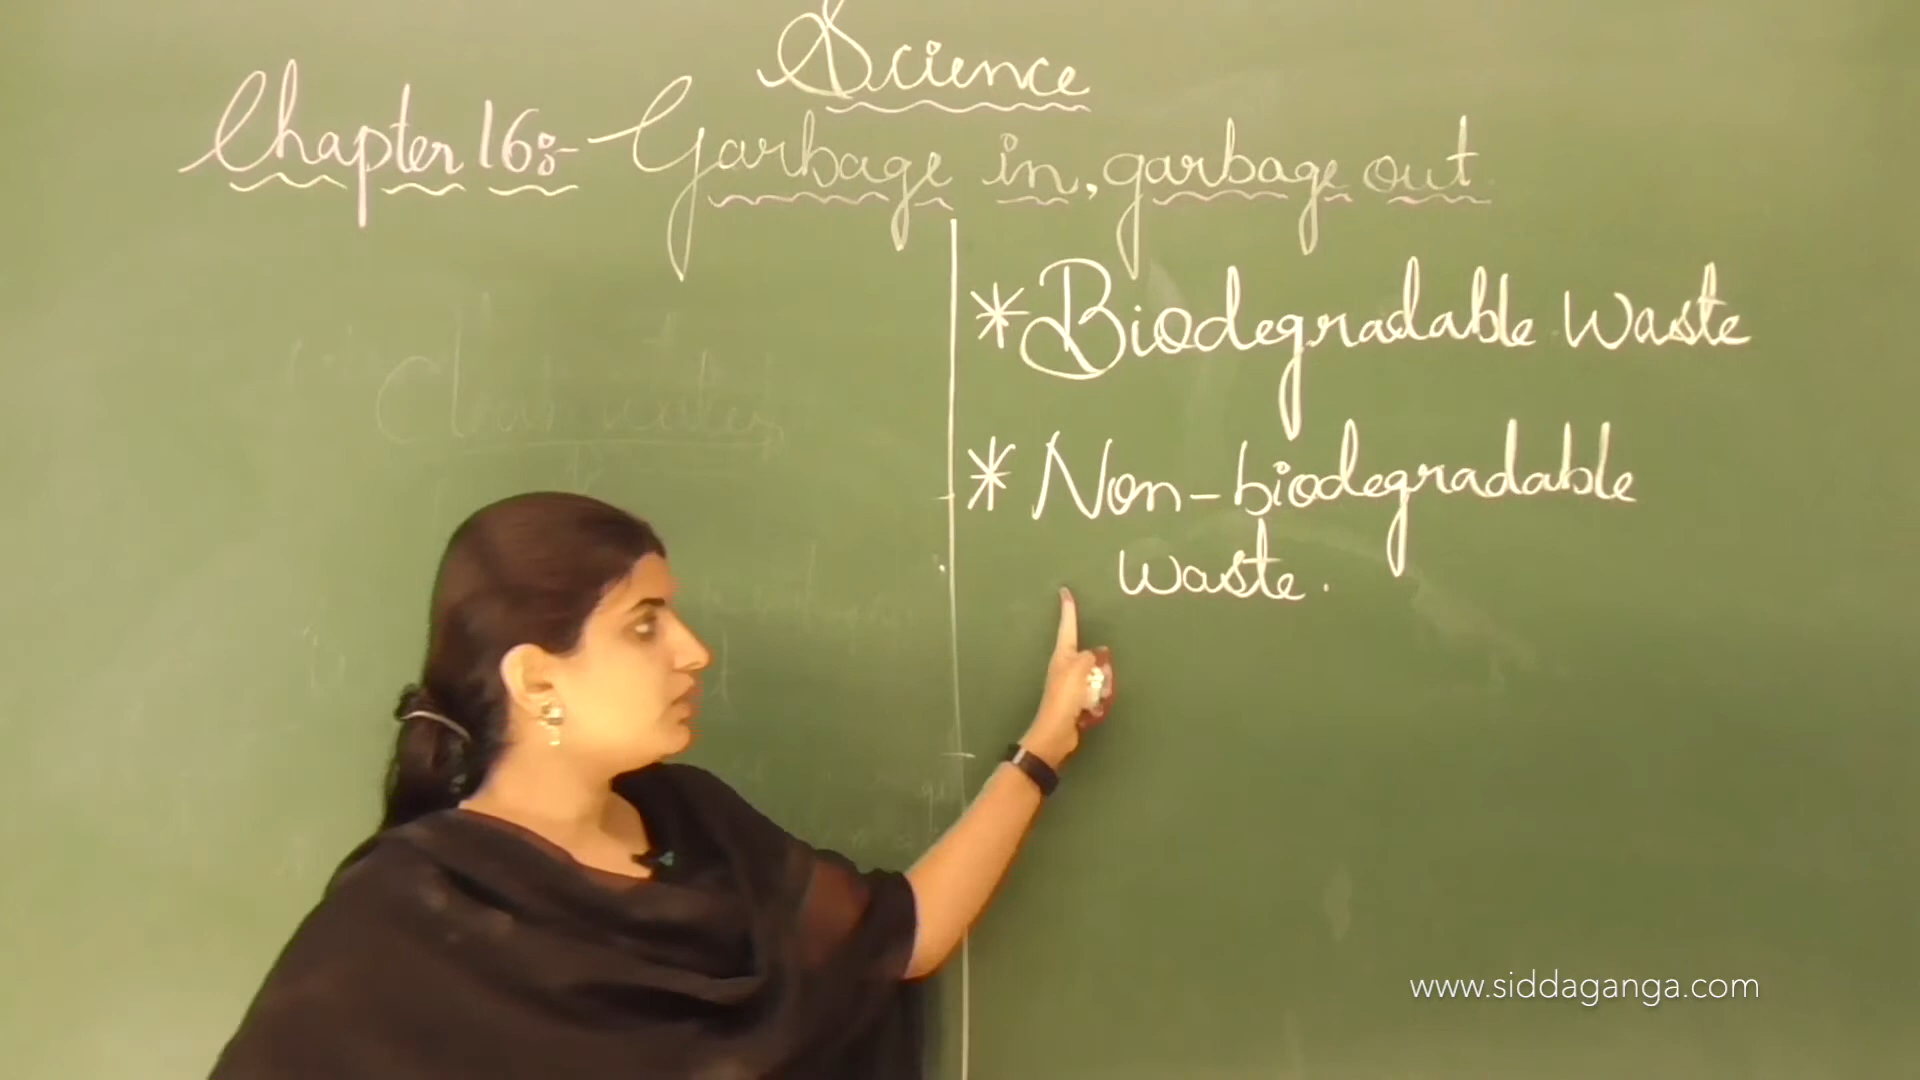 Science
Chapter 16:- Garbage in, garbage out.
* Biodegradable Waste
* Non-biodegradable
waste.
www.siddaganga.com